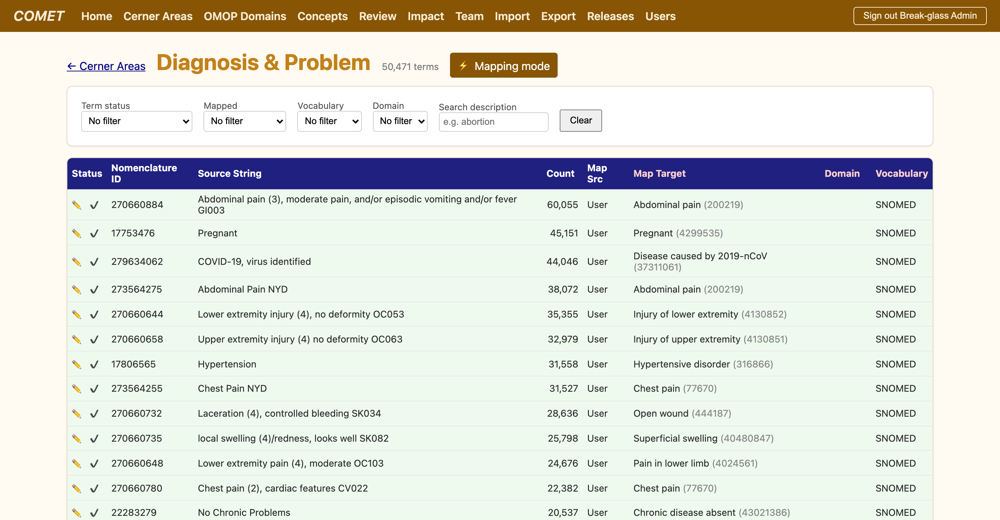 COMET Home Cerner Areas OMOP Domains Concepts Review Impact Team Import Export Releases Users Sign out Break-glass Admin
← Cerner Areas Diagnosis & Problem 50,471 terms ⚡ Mapping mode
Term status Mapped Vocabulary Domain Search description
No filter No filter No filter No filter e.g. abortion Clear
Status Nomenclature ID Source String Count Map Src Map Target Domain Vocabulary
✏️ ✔ 270660884 Abdominal pain (3), moderate pain, and/or episodic vomiting and/or fever GI003 60,055 User Abdominal pain (200219) SNOMED
✏️ ✔ 17753476 Pregnant 45,151 User Pregnant (4299535) SNOMED
✏️ ✔ 279634062 COVID-19, virus identified 44,046 User Disease caused by 2019-nCoV (37311061) SNOMED
✏️ ✔ 273564275 Abdominal Pain NYD 38,072 User Abdominal pain (200219) SNOMED
✏️ ✔ 270660644 Lower extremity injury (4), no deformity OC053 35,355 User Injury of lower extremity (4130852) SNOMED
✏️ ✔ 270660658 Upper extremity injury (4) no deformity OC063 32,979 User Injury of upper extremity (4130851) SNOMED
✏️ ✔ 17806565 Hypertension 31,558 User Hypertensive disorder (316866) SNOMED
✏️ ✔ 273564255 Chest Pain NYD 31,527 User Chest pain (77670) SNOMED
✏️ ✔ 270660732 Laceration (4), controlled bleeding SK034 28,636 User Open wound (444187) SNOMED
✏️ ✔ 270660735 local swelling (4)/redness, looks well SK082 25,798 User Superficial swelling (40480847) SNOMED
✏️ ✔ 270660648 Lower extremity pain (4), moderate OC103 24,676 User Pain in lower limb (4024561) SNOMED
✏️ ✔ 270660780 Chest pain (2), cardiac features CV022 22,382 User Chest pain (77670) SNOMED
✏️ ✔ 22283279 No Chronic Problems 20,537 User Chronic disease absent (43021386) SNOMED